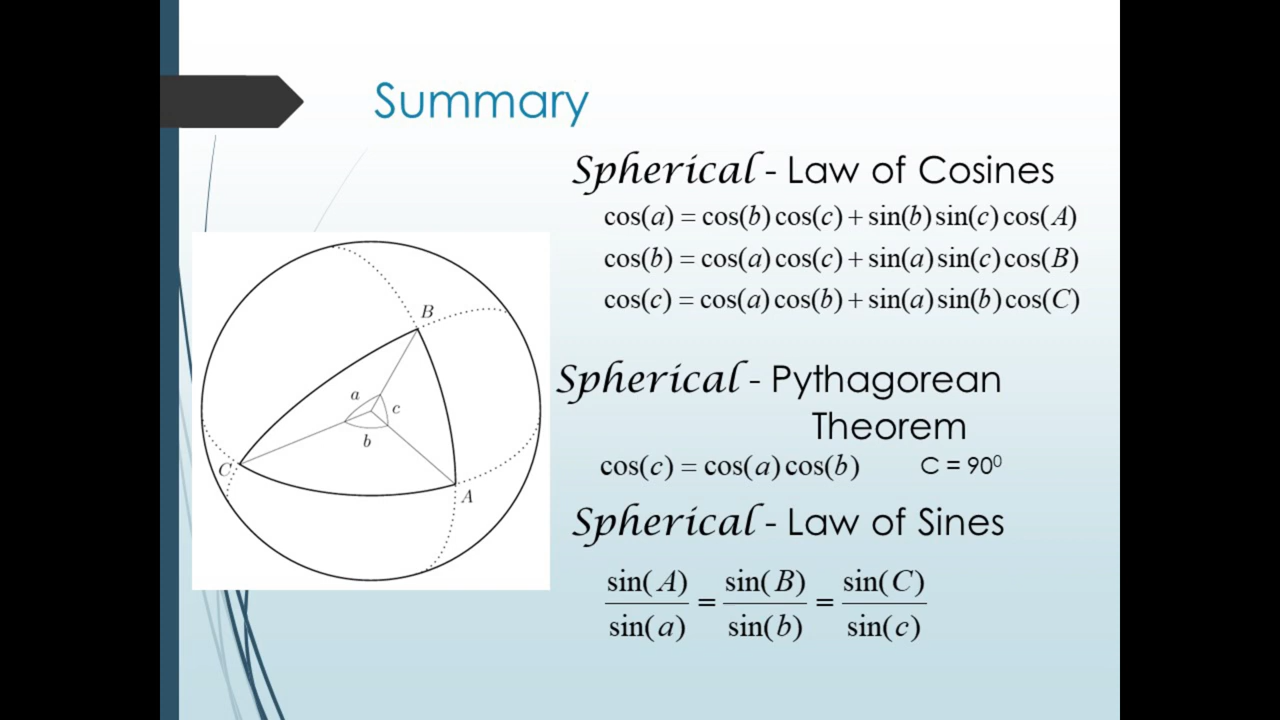 Summary
Spherical - Law of Cosines
cos(a) = cos(b) cos(c) + sin(b) sin(c) cos(A)
cos(b) = cos(a) cos(c) + sin(a) sin(c) cos(B)
cos(c) = cos(a) cos(b) + sin(a) sin(b) cos(C)
B
a
c
b
C
A
Spherical - Pythagorean
Theorem
cos(c) = cos(a) cos(b) C = 90⁰
Spherical - Law of Sines
sin(A) / sin(a) = sin(B) / sin(b) = sin(C) / sin(c)